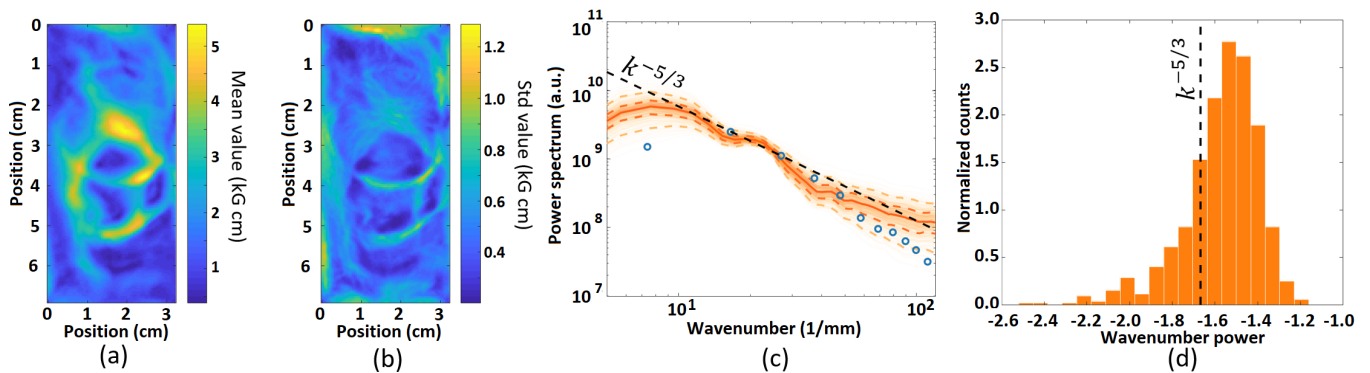 0
1
2
3
4
5
6
Position (cm)
0 1 2 3
Position (cm)
5
4
3
2
1
Mean value (kG cm)
(a)
0
1
2
3
4
5
6
Position (cm)
0 1 2 3
Position (cm)
1.2
1.0
0.8
0.6
0.4
Std value (kG cm)
(b)
10^11
10^10
10^9
10^8
10^7
Power spectrum (a.u.)
k^-5/3
10^1 10^2
Wavenumber (1/mm)
(c)
3.0
2.5
2.0
1.5
1.0
0.5
0.0
Normalized counts
k^-5/3
-2.6 -2.4 -2.0 -1.8 -1.6 -1.4 -1.2 -1.0
Wavenumber power
(d)